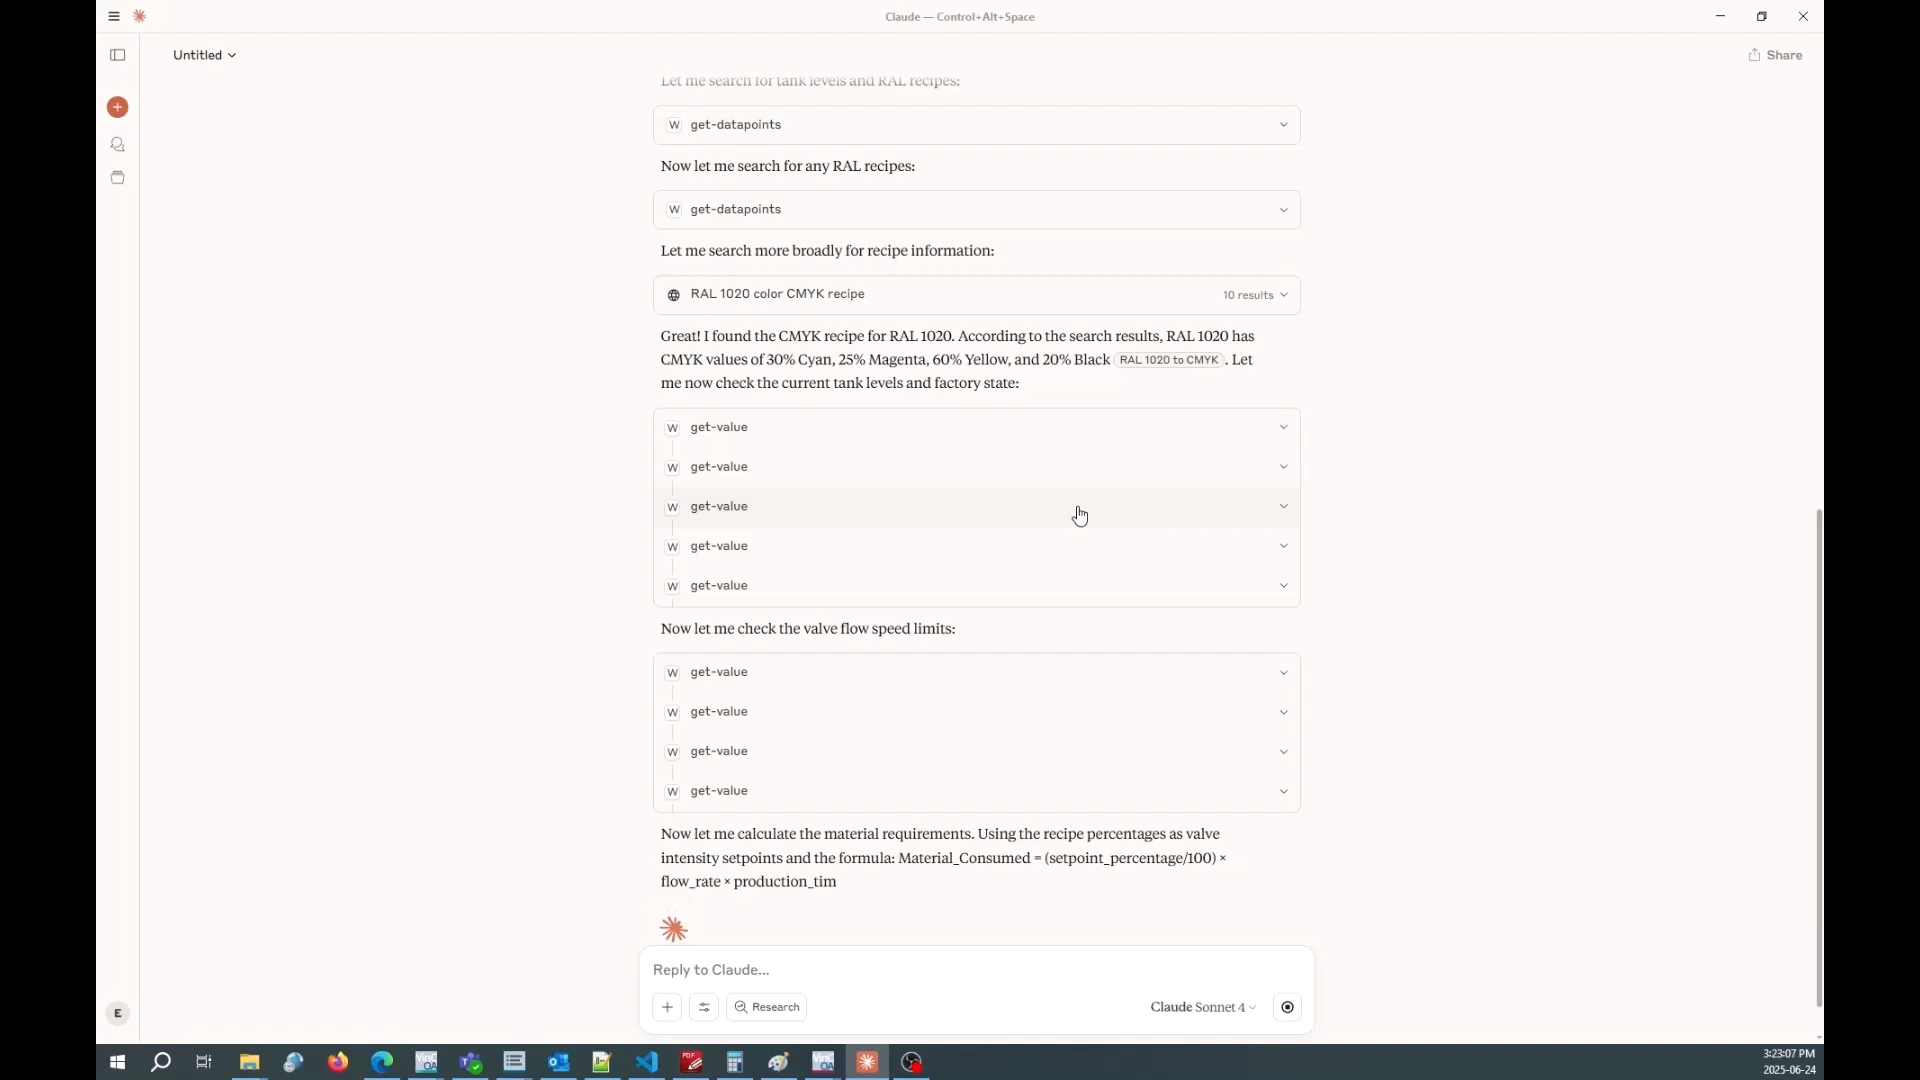 Claude — Control+Alt+Space
Untitled
Share
Let me search for tank levels and RAL recipes:
W get-datapoints
Now let me search for any RAL recipes:
W get-datapoints
Let me search more broadly for recipe information:
RAL 1020 color CMYK recipe 10 results
Great! I found the CMYK recipe for RAL 1020. According to the search results, RAL 1020 has
CMYK values of 30% Cyan, 25% Magenta, 60% Yellow, and 20% Black RAL 1020 to CMYK . Let
me now check the current tank levels and factory state:
W get-value
W get-value
W get-value
W get-value
W get-value
Now let me check the valve flow speed limits:
W get-value
W get-value
W get-value
W get-value
Now let me calculate the material requirements. Using the recipe percentages as valve
intensity setpoints and the formula: Material_Consumed = (setpoint_percentage/100) ×
flow_rate × production_tim
Reply to Claude...
Research
Claude Sonnet 4
E
PDF
3:23:07 PM
2025-06-24